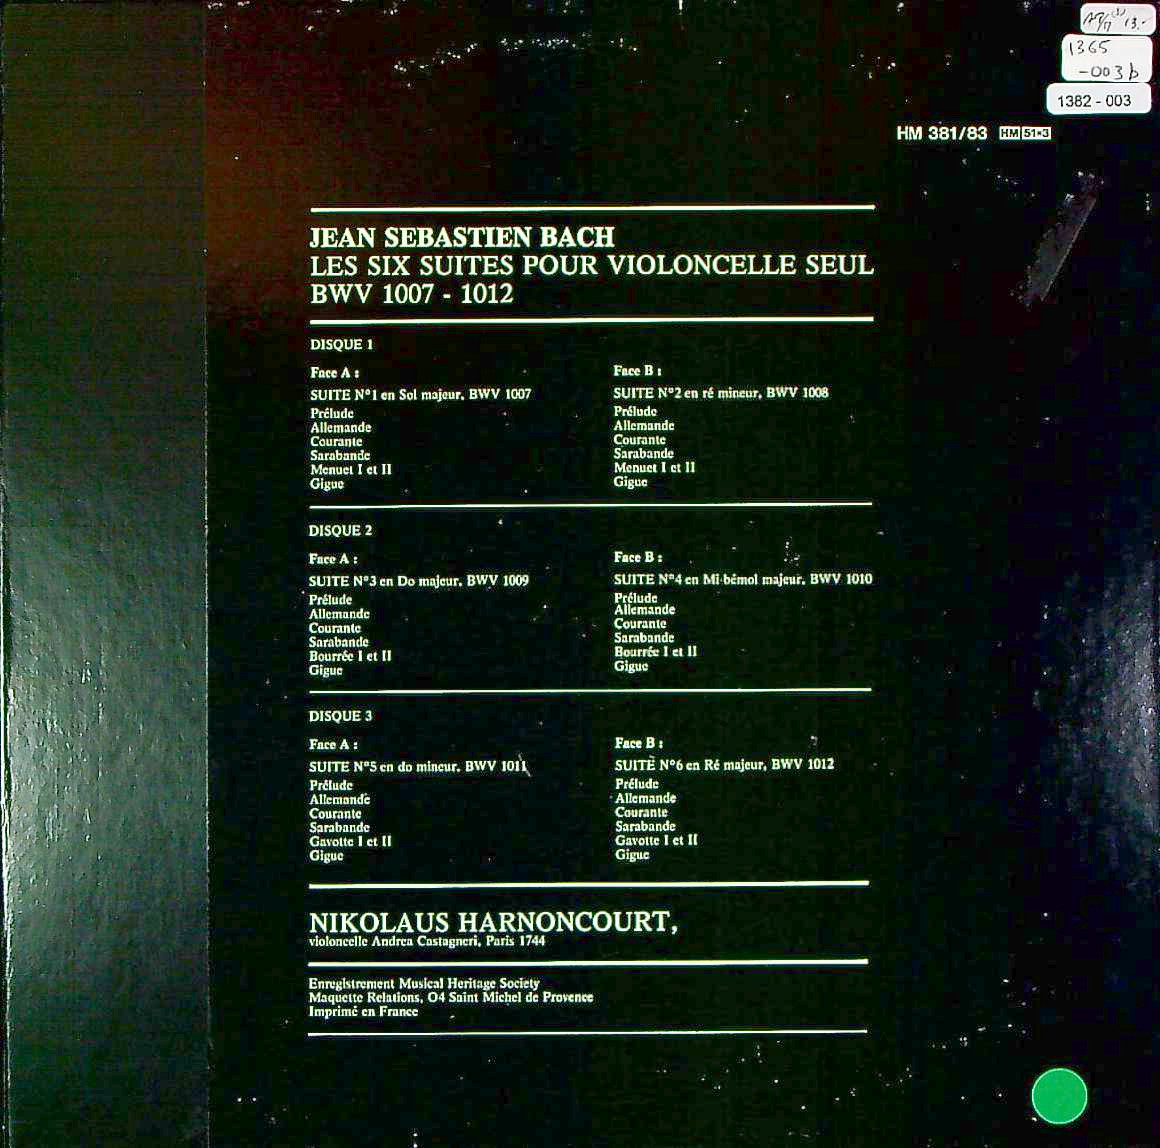 1365
-003b
1382 - 003
HM 381/83 HM 51•3
JEAN SEBASTIEN BACH
LES SIX SUITES POUR VIOLONCELLE SEUL
BWV 1007 - 1012
DISQUE 1
Face A :
SUITE N°1 en Sol majeur, BWV 1007
Prélude
Allemande
Courante
Sarabande
Menuet I et II
Gigue
Face B :
SUITE N°2 en ré mineur, BWV 1008
Prélude
Allemande
Courante
Sarabande
Menuet I et II
Gigue
DISQUE 2
Face A :
SUITE N°3 en Do majeur, BWV 1009
Prélude
Allemande
Courante
Sarabande
Bourrée I et II
Gigue
Face B :
SUITE N°4 en Mi bémol majeur, BWV 1010
Prélude
Allemande
Courante
Sarabande
Bourrée I et II
Gigue
DISQUE 3
Face A :
SUITE N°5 en do mineur, BWV 1011
Prélude
Allemande
Courante
Sarabande
Gavotte I et II
Gigue
Face B :
SUITE N°6 en Ré majeur, BWV 1012
Prélude
Allemande
Courante
Sarabande
Gavotte I et II
Gigue
NIKOLAUS HARNONCOURT,
violoncelle Andrea Castagneri, Paris 1744
Enregistrement Musical Heritage Society
Maquette Relations, O4 Saint Michel de Provence
Imprimé en France